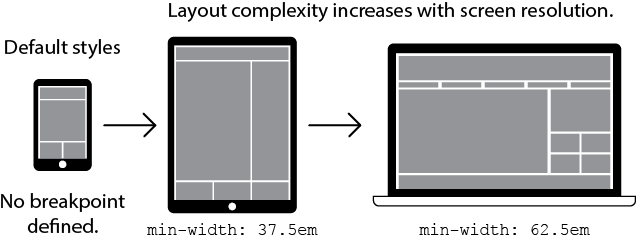 Layout complexity increases with screen resolution.
Default styles
No breakpoint
defined.
min-width: 37.5em
min-width: 62.5em